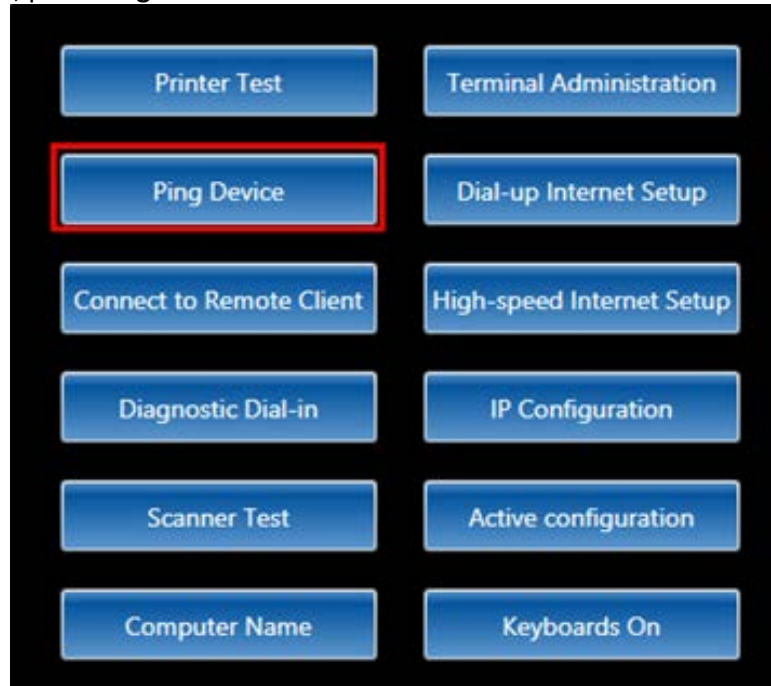 Printer Test
Terminal Administration
Ping Device
Dial-up Internet Setup
Connect to Remote Client
High-speed Internet Setup
Diagnostic Dial-in
IP Configuration
Scanner Test
Active configuration
Computer Name
Keyboards On